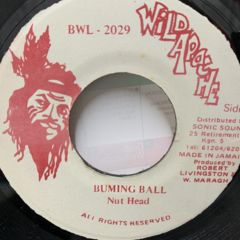 BWL - 2029
WILD APACHE
Side
Distributed
SONIC SOUN
25 Retirement
Kgn. 5
Tel: 61204/620
MADE IN JAMAI
Produced by
ROBERT
LIVINGSTON &
W. MARAGH
BUMING BALL
Nut Head
ALL RIGHTS RESERVED.